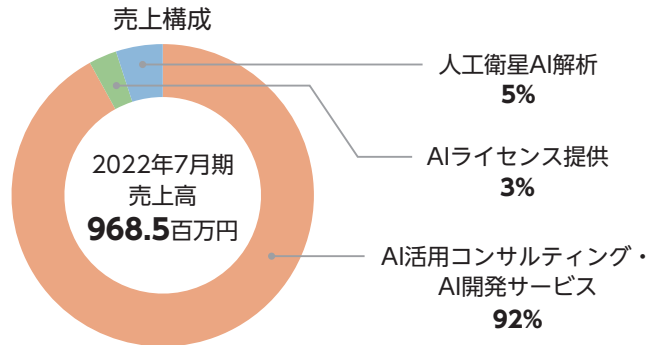 売上構成
人工衛星AI解析
5%
AIライセンス提供
3%
2022年7月期
売上高
968.5百万円
AI活用コンサルティング・
AI開発サービス
92%